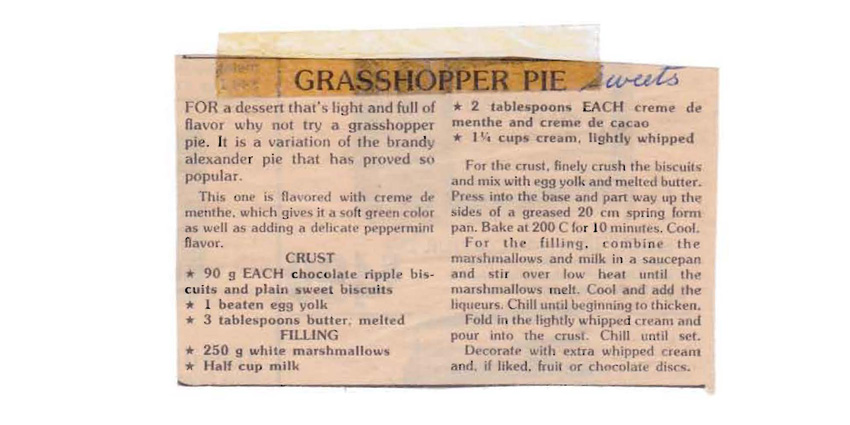 GRASSHOPPER PIE Sweets
FOR a dessert that's light and full of
flavor why not try a grasshopper
pie. It is a variation of the brandy
alexander pie that has proved so
popular.
This one is flavored with creme de
menthe, which gives it a soft green color
as well as adding a delicate peppermint
flavor.
CRUST
★ 90 g EACH chocolate ripple bis-
cuits and plain sweet biscuits
★ 1 beaten egg yolk
★ 3 tablespoons butter, melted
FILLING
★ 250 g white marshmallows
★ Half cup milk
★ 2 tablespoons EACH creme de
menthe and creme de cacao
★ 1¼ cups cream, lightly whipped
For the crust, finely crush the biscuits
and mix with egg yolk and melted butter.
Press into the base and part way up the
sides of a greased 20 cm spring form
pan. Bake at 200 C for 10 minutes. Cool.
For the filling, combine the
marshmallows and milk in a saucepan
and stir over low heat until the
marshmallows melt. Cool and add the
liqueurs. Chill until beginning to thicken.
Fold in the lightly whipped cream and
pour into the crust. Chill until set.
Decorate with extra whipped cream
and, if liked, fruit or chocolate discs.